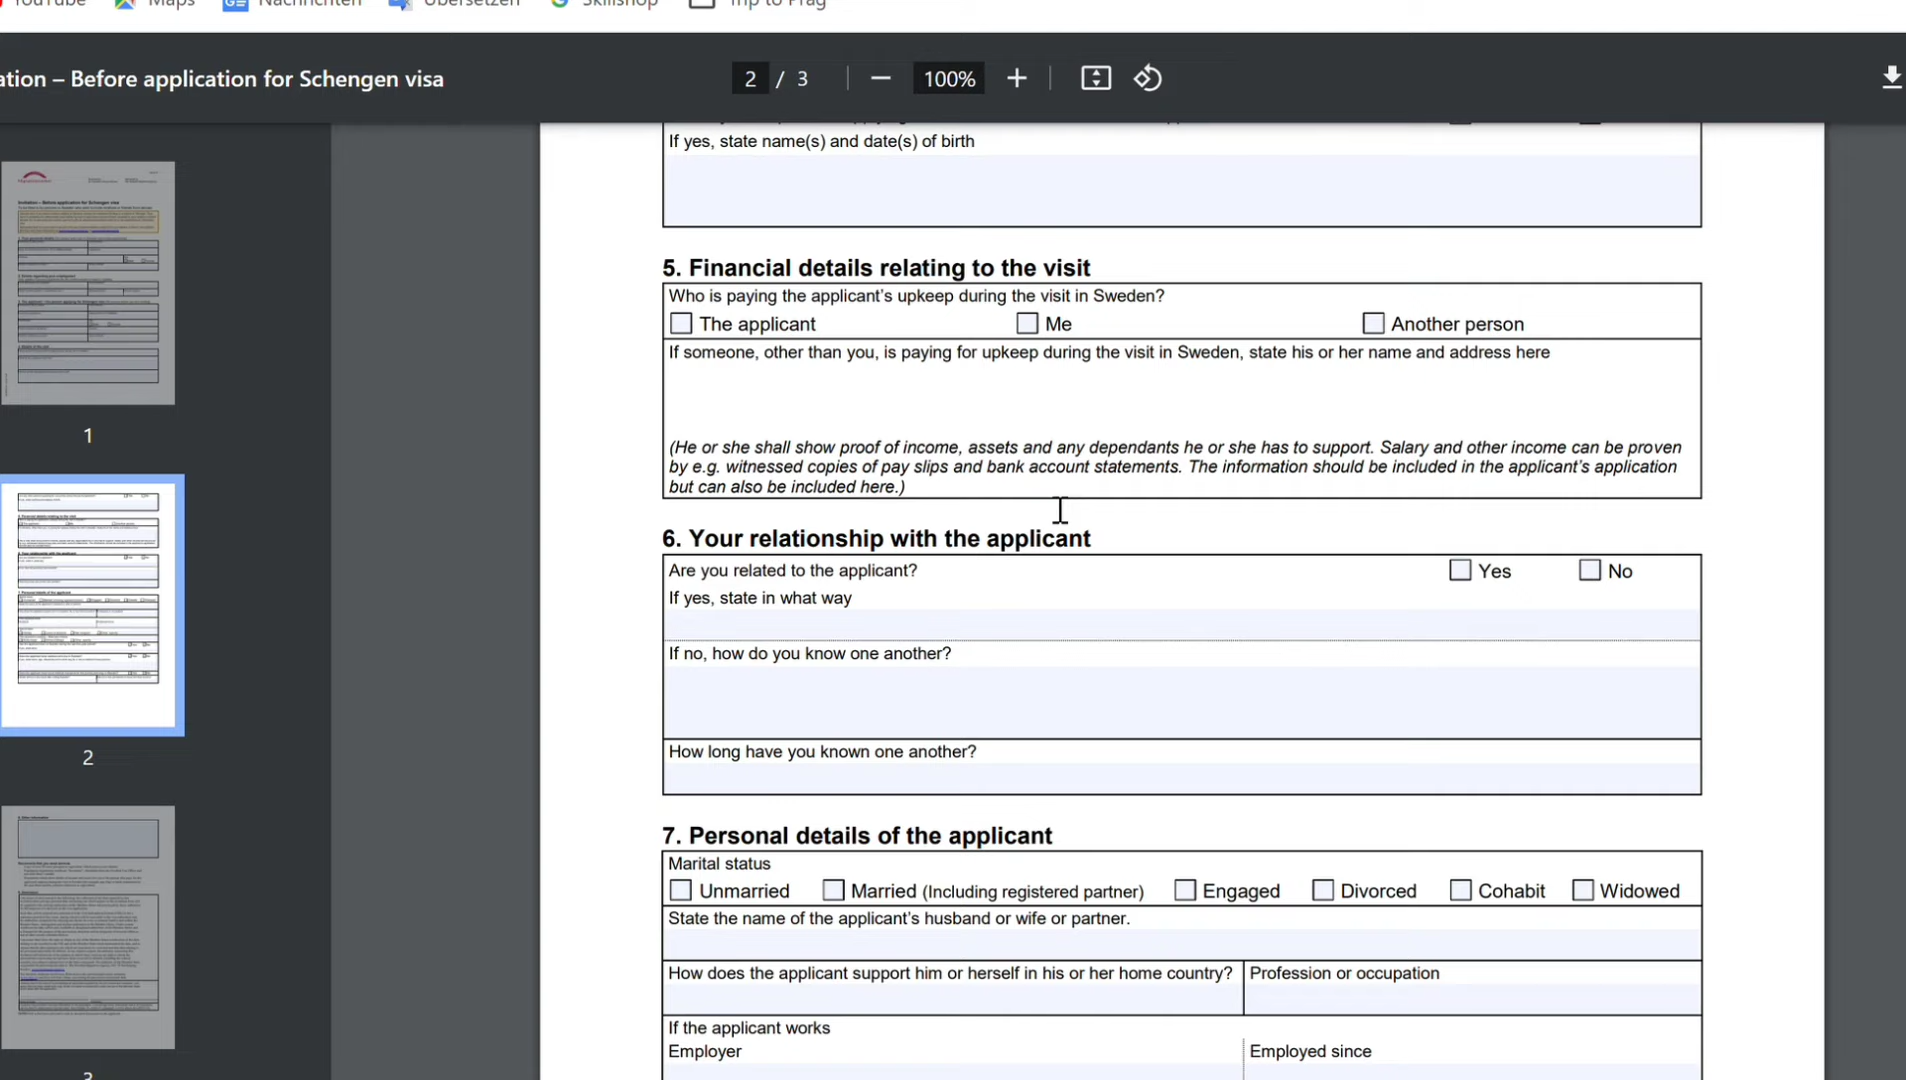 YouTube Maps Nachrichten Übersetzen Skillshop Trip to Prag
ation – Before application for Schengen visa 2 / 3 100%
If yes, state name(s) and date(s) of birth
5. Financial details relating to the visit
Who is paying the applicant's upkeep during the visit in Sweden?
The applicant Me Another person
If someone, other than you, is paying for upkeep during the visit in Sweden, state his or her name and address here
(He or she shall show proof of income, assets and any dependants he or she has to support. Salary and other income can be proven
by e.g. witnessed copies of pay slips and bank account statements. The information should be included in the applicant's application
but can also be included here.)
6. Your relationship with the applicant
Are you related to the applicant? Yes No
If yes, state in what way
If no, how do you know one another?
How long have you known one another?
7. Personal details of the applicant
Marital status
Unmarried Married (Including registered partner) Engaged Divorced Cohabit Widowed
State the name of the applicant's husband or wife or partner.
How does the applicant support him or herself in his or her home country? Profession or occupation
If the applicant works
Employer Employed since
1
2
3